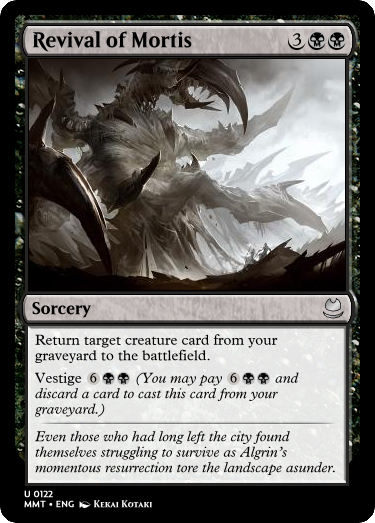 Revival of Mortis 3
Sorcery
Return target creature card from your
graveyard to the battlefield.
Vestige 6 (You may pay 6 and
discard a card to cast this card from your
graveyard.)
Even those who had long left the city found
themselves struggling to survive as Algrin's
momentous resurrection tore the landscape asunder.
U 0122
MMT • ENG Kekai Kotaki